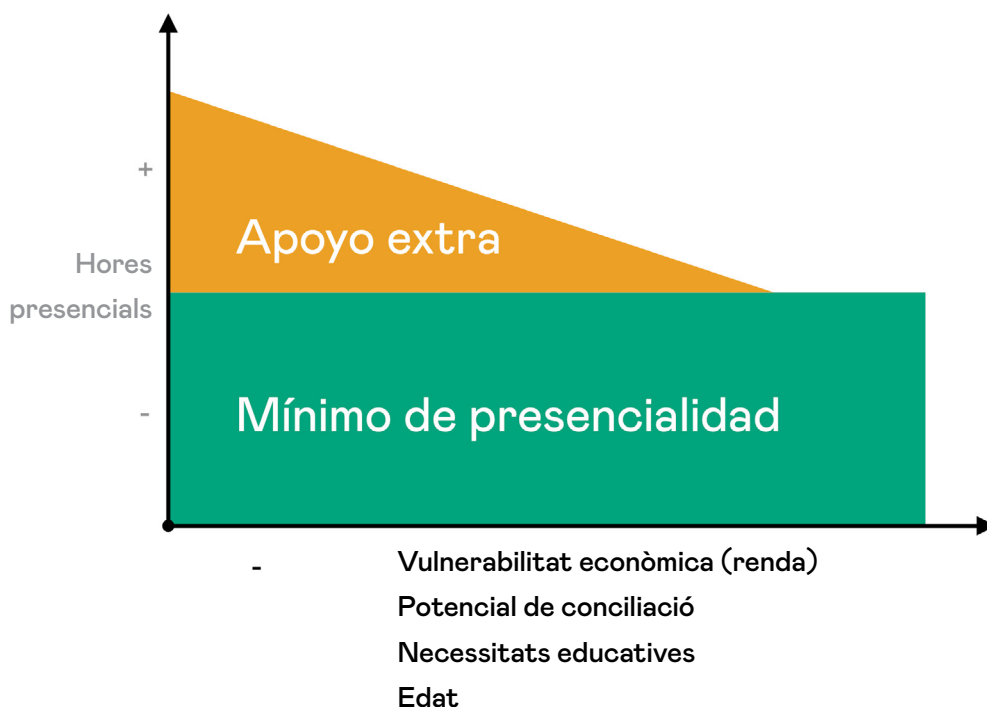 +
Apoyo extra
Hores
presencials
-
Mínimo de presencialidad
-
Vulnerabilitat econòmica (renda)
Potencial de conciliació
Necessitats educatives
Edat